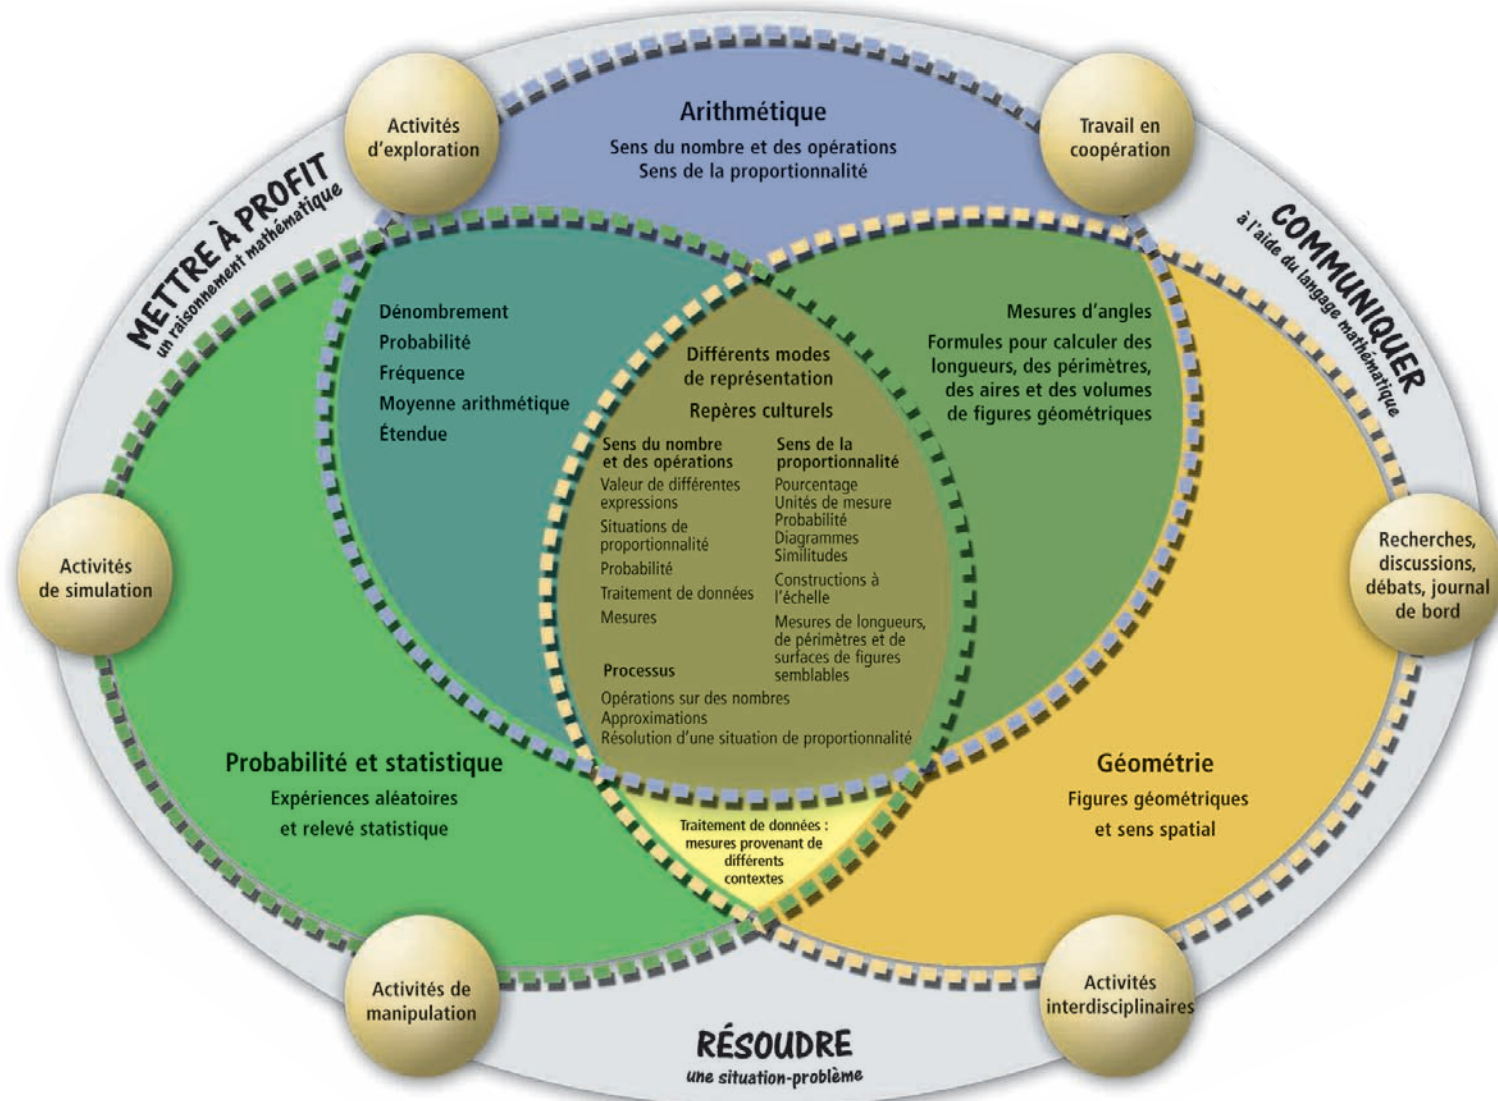 Activités
d'exploration
Arithmétique
Sens du nombre et des opérations
Sens de la proportionnalité
Travail en
coopération
METTRE À PROFIT
un raisonnement mathématique
COMMUNIQUER
à l'aide du langage mathématique
Dénombrement
Probabilité
Fréquence
Moyenne arithmétique
Étendue
Différents modes
de représentation
Repères culturels
Sens du nombre
et des opérations
Valeur de différentes
expressions
Situations de
proportionnalité
Probabilité
Traitement de données
Mesures
Sens de la
proportionnalité
Pourcentage
Unités de mesure
Probabilité
Diagrammes
Similitudes
Constructions à
l'échelle
Mesures de longueurs,
de périmètres et de
surfaces de figures
semblables
Processus
Opérations sur des nombres
Approximations
Résolution d'une situation de proportionnalité
Mesures d'angles
Formules pour calculer des
longueurs, des périmètres,
des aires et des volumes
de figures géométriques
Activités
de simulation
Recherches,
discussions,
débats, journal
de bord
Probabilité et statistique
Expériences aléatoires
et relevé statistique
Géométrie
Figures géométriques
et sens spatial
Traitement de données :
mesures provenant de
différents
contextes
Activités de
manipulation
Activités
interdisciplinaires
RÉSOUDRE
une situation-problème